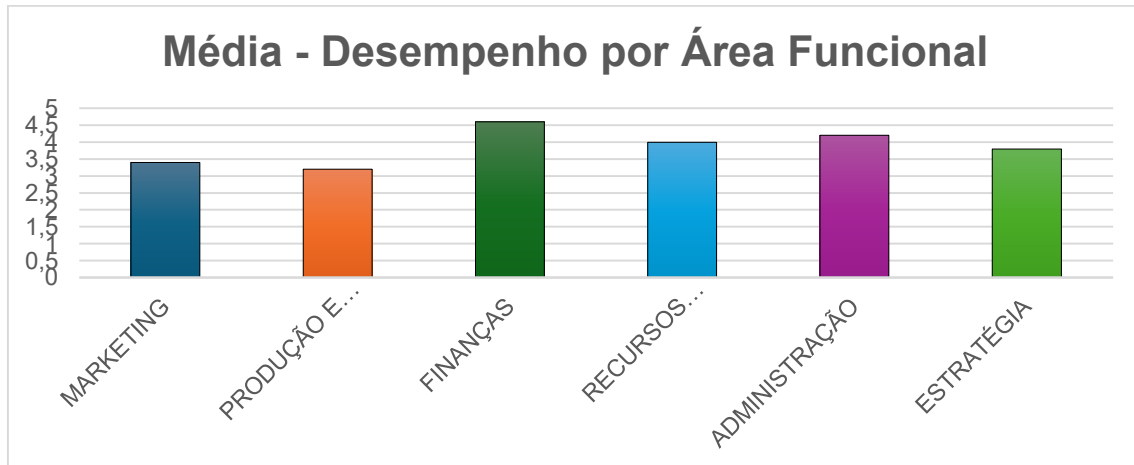 Média - Desempenho por Área Funcional
5
4,5
4
3,5
3
2,5
2
1,5
1
0,5
0
MARKETING
PRODUÇÃO E...
FINANÇAS
RECURSOS...
ADMINISTRAÇÃO
ESTRATÉGIA